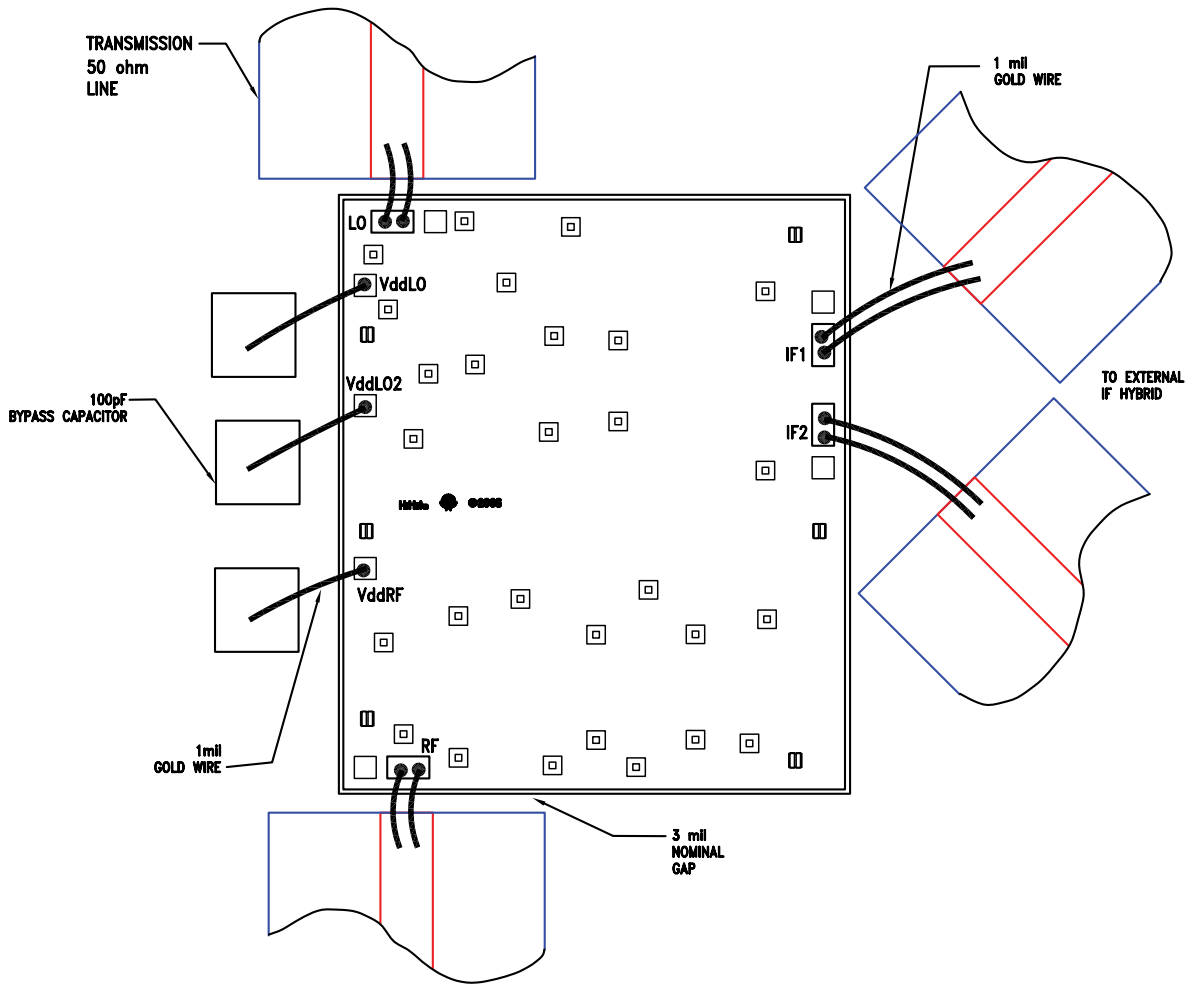 TRANSMISSION
50 ohm
LINE
1 mil
GOLD WIRE
LO
VddLO
IF1
TO EXTERNAL
IF HYBRID
VddLO2
100pF
BYPASS CAPACITOR
IF2
VddRF
RF
1mil
GOLD WIRE
3 mil
NOMINAL
GAP